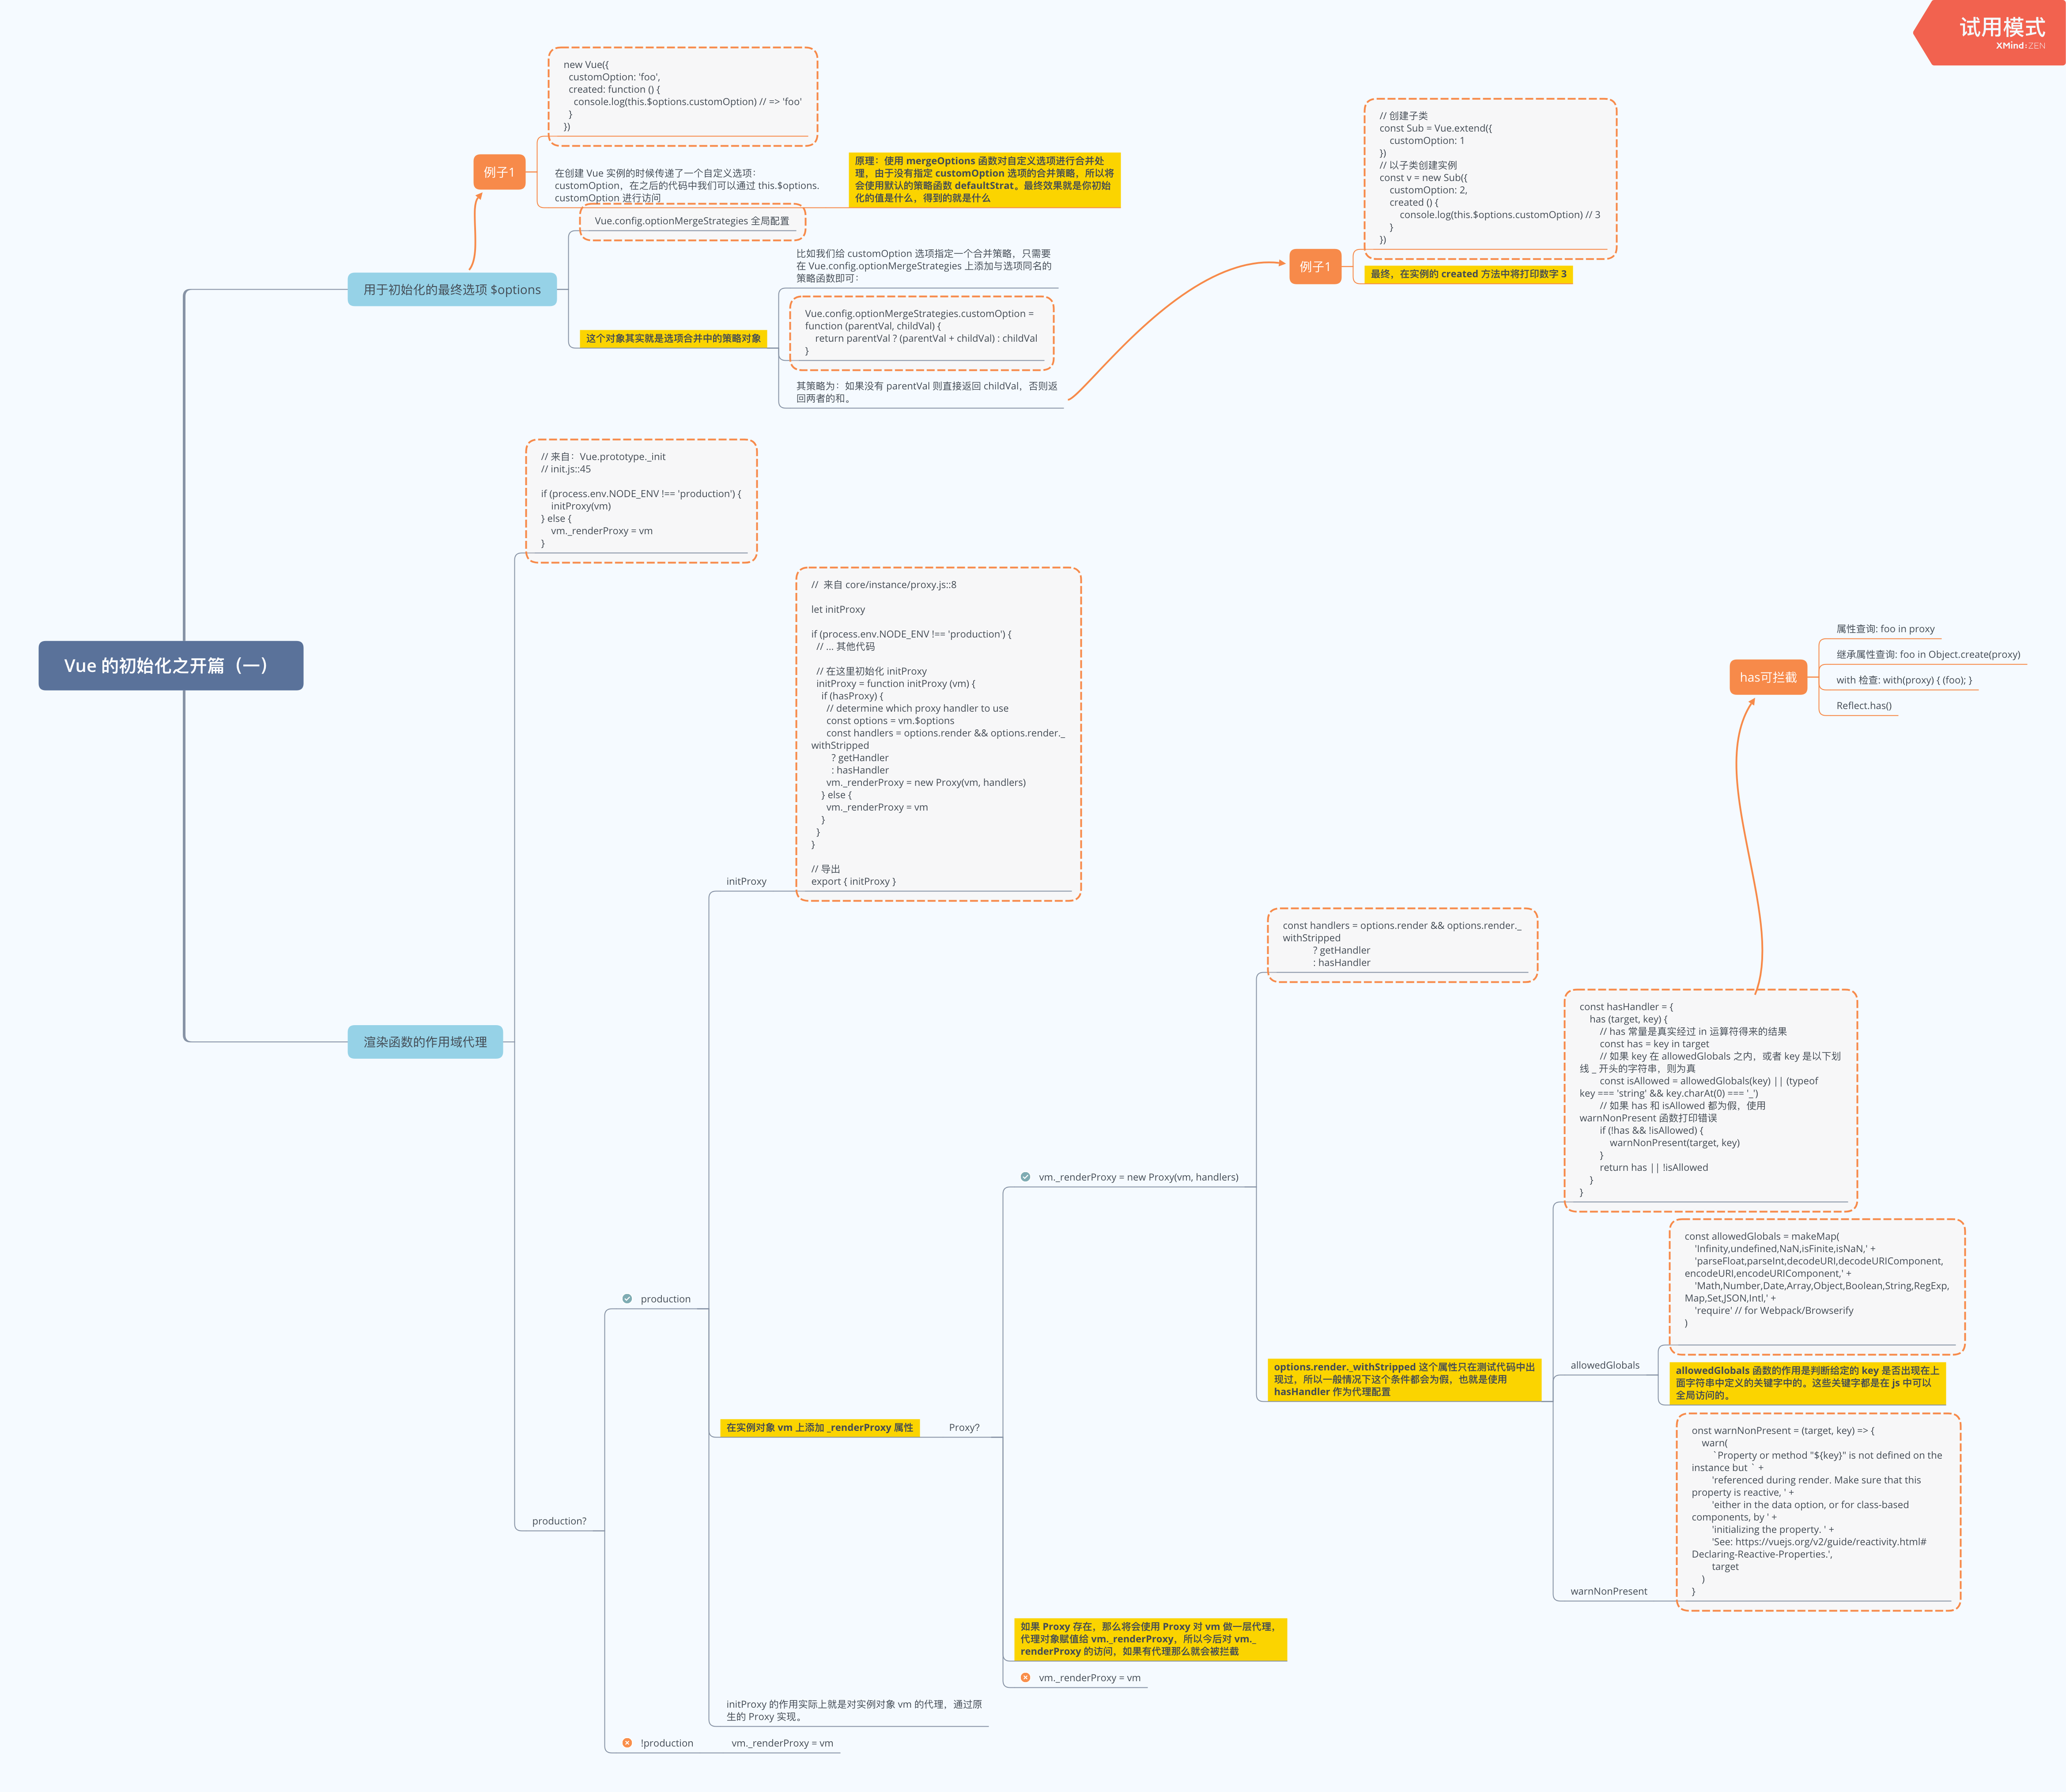 试用模式
XMind:ZEN
new Vue({
customOption: 'foo',
created: function () {
console.log(this.$options.customOption) // => 'foo'
}
})
例子1
在创建 Vue 实例的时候传递了一个自定义选项：
customOption，在之后的代码中我们可以通过 this.$options.
customOption 进行访问
原理：使用 mergeOptions 函数对自定义选项进行合并处
理，由于没有指定 customOption 选项的合并策略，所以将
会使用默认的策略函数 defaultStrat。最终效果就是你初始
化的值是什么，得到的就是什么
Vue.config.optionMergeStrategies 全局配置
用于初始化的最终选项 $options
这个对象其实就是选项合并中的策略对象
比如我们给 customOption 选项指定一个合并策略，只需要
在 Vue.config.optionMergeStrategies 上添加与选项同名的
策略函数即可：
Vue.config.optionMergeStrategies.customOption =
function (parentVal, childVal) {
return parentVal ? (parentVal + childVal) : childVal
}
其策略为：如果没有 parentVal 则直接返回 childVal，否则返
回两者的和。
例子1
// 创建子类
const Sub = Vue.extend({
customOption: 1
})
// 以子类创建实例
const v = new Sub({
customOption: 2,
created () {
console.log(this.$options.customOption) // 3
}
})
最终，在实例的 created 方法中将打印数字 3
Vue 的初始化之开篇（一）
渲染函数的作用域代理
// 来自：Vue.prototype._init
// init.js::45
if (process.env.NODE_ENV !== 'production') {
initProxy(vm)
} else {
vm._renderProxy = vm
}
production?
production
initProxy
//  来自 core/instance/proxy.js::8
let initProxy
if (process.env.NODE_ENV !== 'production') {
// ... 其他代码
// 在这里初始化 initProxy
initProxy = function initProxy (vm) {
if (hasProxy) {
// determine which proxy handler to use
const options = vm.$options
const handlers = options.render && options.render._
withStripped
? getHandler
: hasHandler
vm._renderProxy = new Proxy(vm, handlers)
} else {
vm._renderProxy = vm
}
}
}
// 导出
export { initProxy }
在实例对象 vm 上添加 _renderProxy 属性
Proxy?
vm._renderProxy = new Proxy(vm, handlers)
const handlers = options.render && options.render._
withStripped
? getHandler
: hasHandler
options.render._withStripped 这个属性只在测试代码中出
现过，所以一般情况下这个条件都会为假，也就是使用
hasHandler 作为代理配置
const hasHandler = {
has (target, key) {
// has 常量是真实经过 in 运算符得来的结果
const has = key in target
// 如果 key 在 allowedGlobals 之内，或者 key 是以下划
线 _ 开头的字符串，则为真
const isAllowed = allowedGlobals(key) || (typeof
key === 'string' && key.charAt(0) === '_')
// 如果 has 和 isAllowed 都为假，使用
warnNonPresent 函数打印错误
if (!has && !isAllowed) {
warnNonPresent(target, key)
}
return has || !isAllowed
}
}
has可拦截
属性查询: foo in proxy
继承属性查询: foo in Object.create(proxy)
with 检查: with(proxy) { (foo); }
Reflect.has()
allowedGlobals
const allowedGlobals = makeMap(
'Infinity,undefined,NaN,isFinite,isNaN,' +
'parseFloat,parseInt,decodeURI,decodeURIComponent,
encodeURI,encodeURIComponent,' +
'Math,Number,Date,Array,Object,Boolean,String,RegExp,
Map,Set,JSON,Intl,' +
'require' // for Webpack/Browserify
)
allowedGlobals 函数的作用是判断给定的 key 是否出现在上
面字符串中定义的关键字中的。这些关键字都是在 js 中可以
全局访问的。
warnNonPresent
onst warnNonPresent = (target, key) => {
warn(
`Property or method "${key}" is not defined on the
instance but ` +
'referenced during render. Make sure that this
property is reactive, ' +
'either in the data option, or for class-based
components, by ' +
'initializing the property. ' +
'See: https://vuejs.org/v2/guide/reactivity.html#
Declaring-Reactive-Properties.',
target
)
}
如果 Proxy 存在，那么将会使用 Proxy 对 vm 做一层代理，
代理对象赋值给 vm._renderProxy，所以今后对 vm._
renderProxy 的访问，如果有代理那么就会被拦截
vm._renderProxy = vm
initProxy 的作用实际上就是对实例对象 vm 的代理，通过原
生的 Proxy 实现。
!production
vm._renderProxy = vm